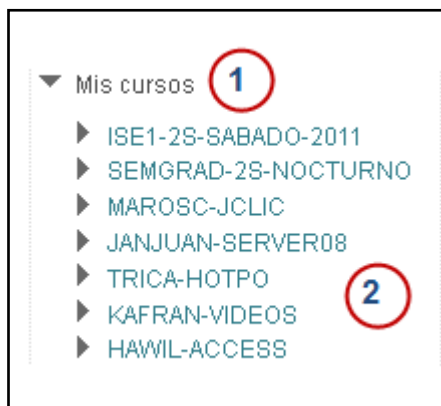 Mis cursos 1
ISE1-2S-SABADO-2011
SEMGRAD-2S-NOCTURNO
MAROSC-JCLIC
JANJUAN-SERVER08
TRICA-HOTPO
KAFRAN-VIDEOS 2
HAWIL-ACCESS